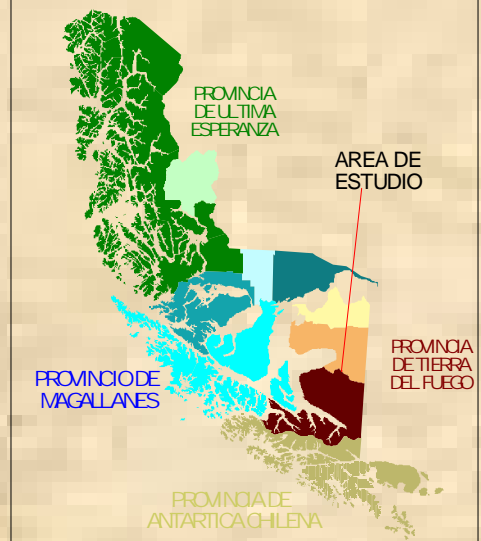 PROVINCIA
DE ULTIMA
ESPERANZA
AREA DE
ESTUDIO
PROVINCIA
DE TIERRA
DEL FUEGO
PROVINCIO DE
MAGALLANES
PROVINCIA DE
ANTARTICA CHILENA